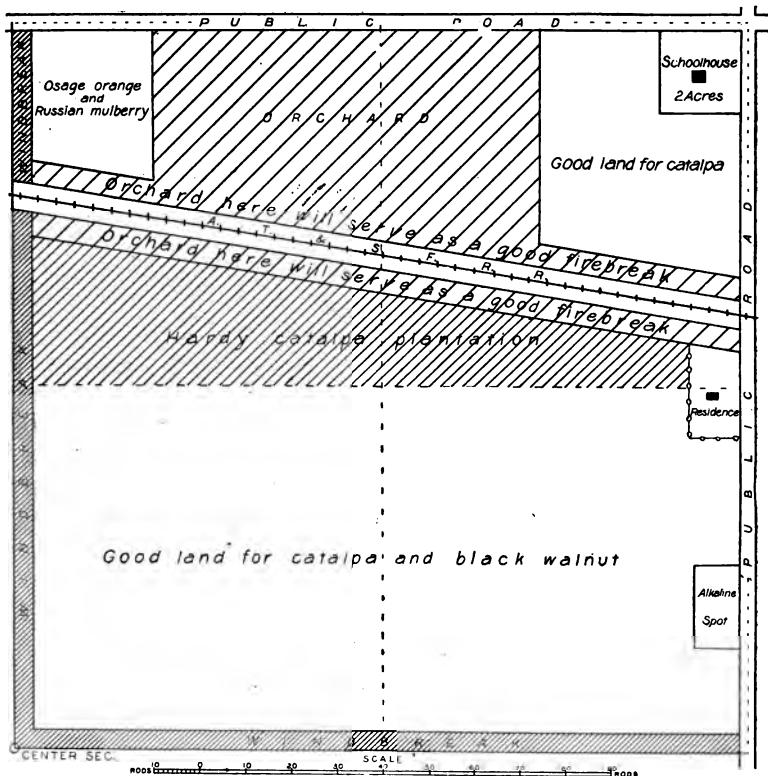 PUBLIC ROAD
WINDBREAK
Osage orange
and
Russian mulberry
ORCHARD
Schoolhouse
2 Acres
Good land for catalpa
Orchard here will serve as a good firebreak
A. T. & S. F. R. R.
Orchard here will serve as a good firebreak
Hardy catalpa plantation
Residence
PUBLIC ROAD
WINDBREAK
Good land for catalpa and black walnut
Alkaline
Spot
WINDBREAK
CENTER SEC.
SCALE
RODS 10 0 10 20 30 40 50 60 70 80 90 RODS